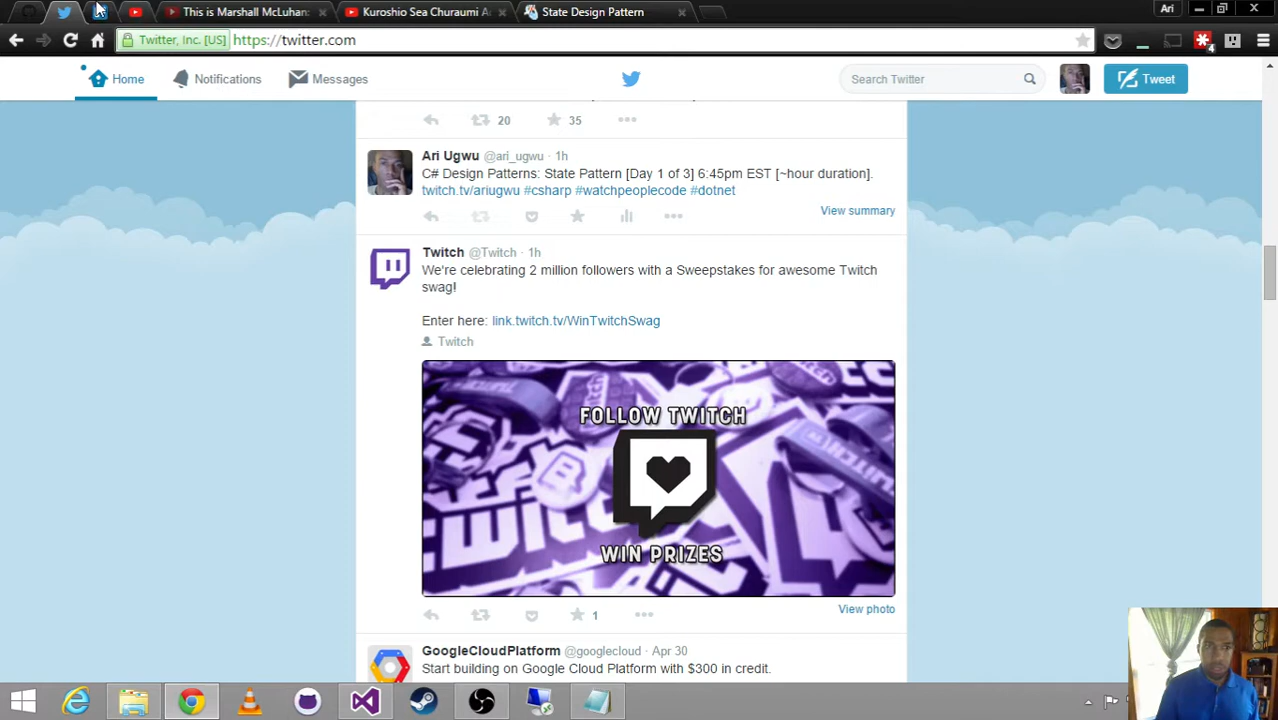 This is Marshall McLuhan:
Kuroshio Sea Churaumi A
State Design Pattern
Ari
Twitter, Inc. [US] https://twitter.com
4
Home Notifications Messages
Search Twitter
Tweet
20 35
Ari Ugwu @ari_ugwu · 1h
C# Design Patterns: State Pattern [Day 1 of 3] 6:45pm EST [~hour duration].
twitch.tv/ariugwu #csharp #watchpeoplecode #dotnet
View summary
Twitch @Twitch · 1h
We're celebrating 2 million followers with a Sweepstakes for awesome Twitch
swag!
Enter here: link.twitch.tv/WinTwitchSwag
Twitch
FOLLOW TWITCH
WIN PRIZES
1
View photo
GoogleCloudPlatform @googlecloud · Apr 30
Start building on Google Cloud Platform with $300 in credit.